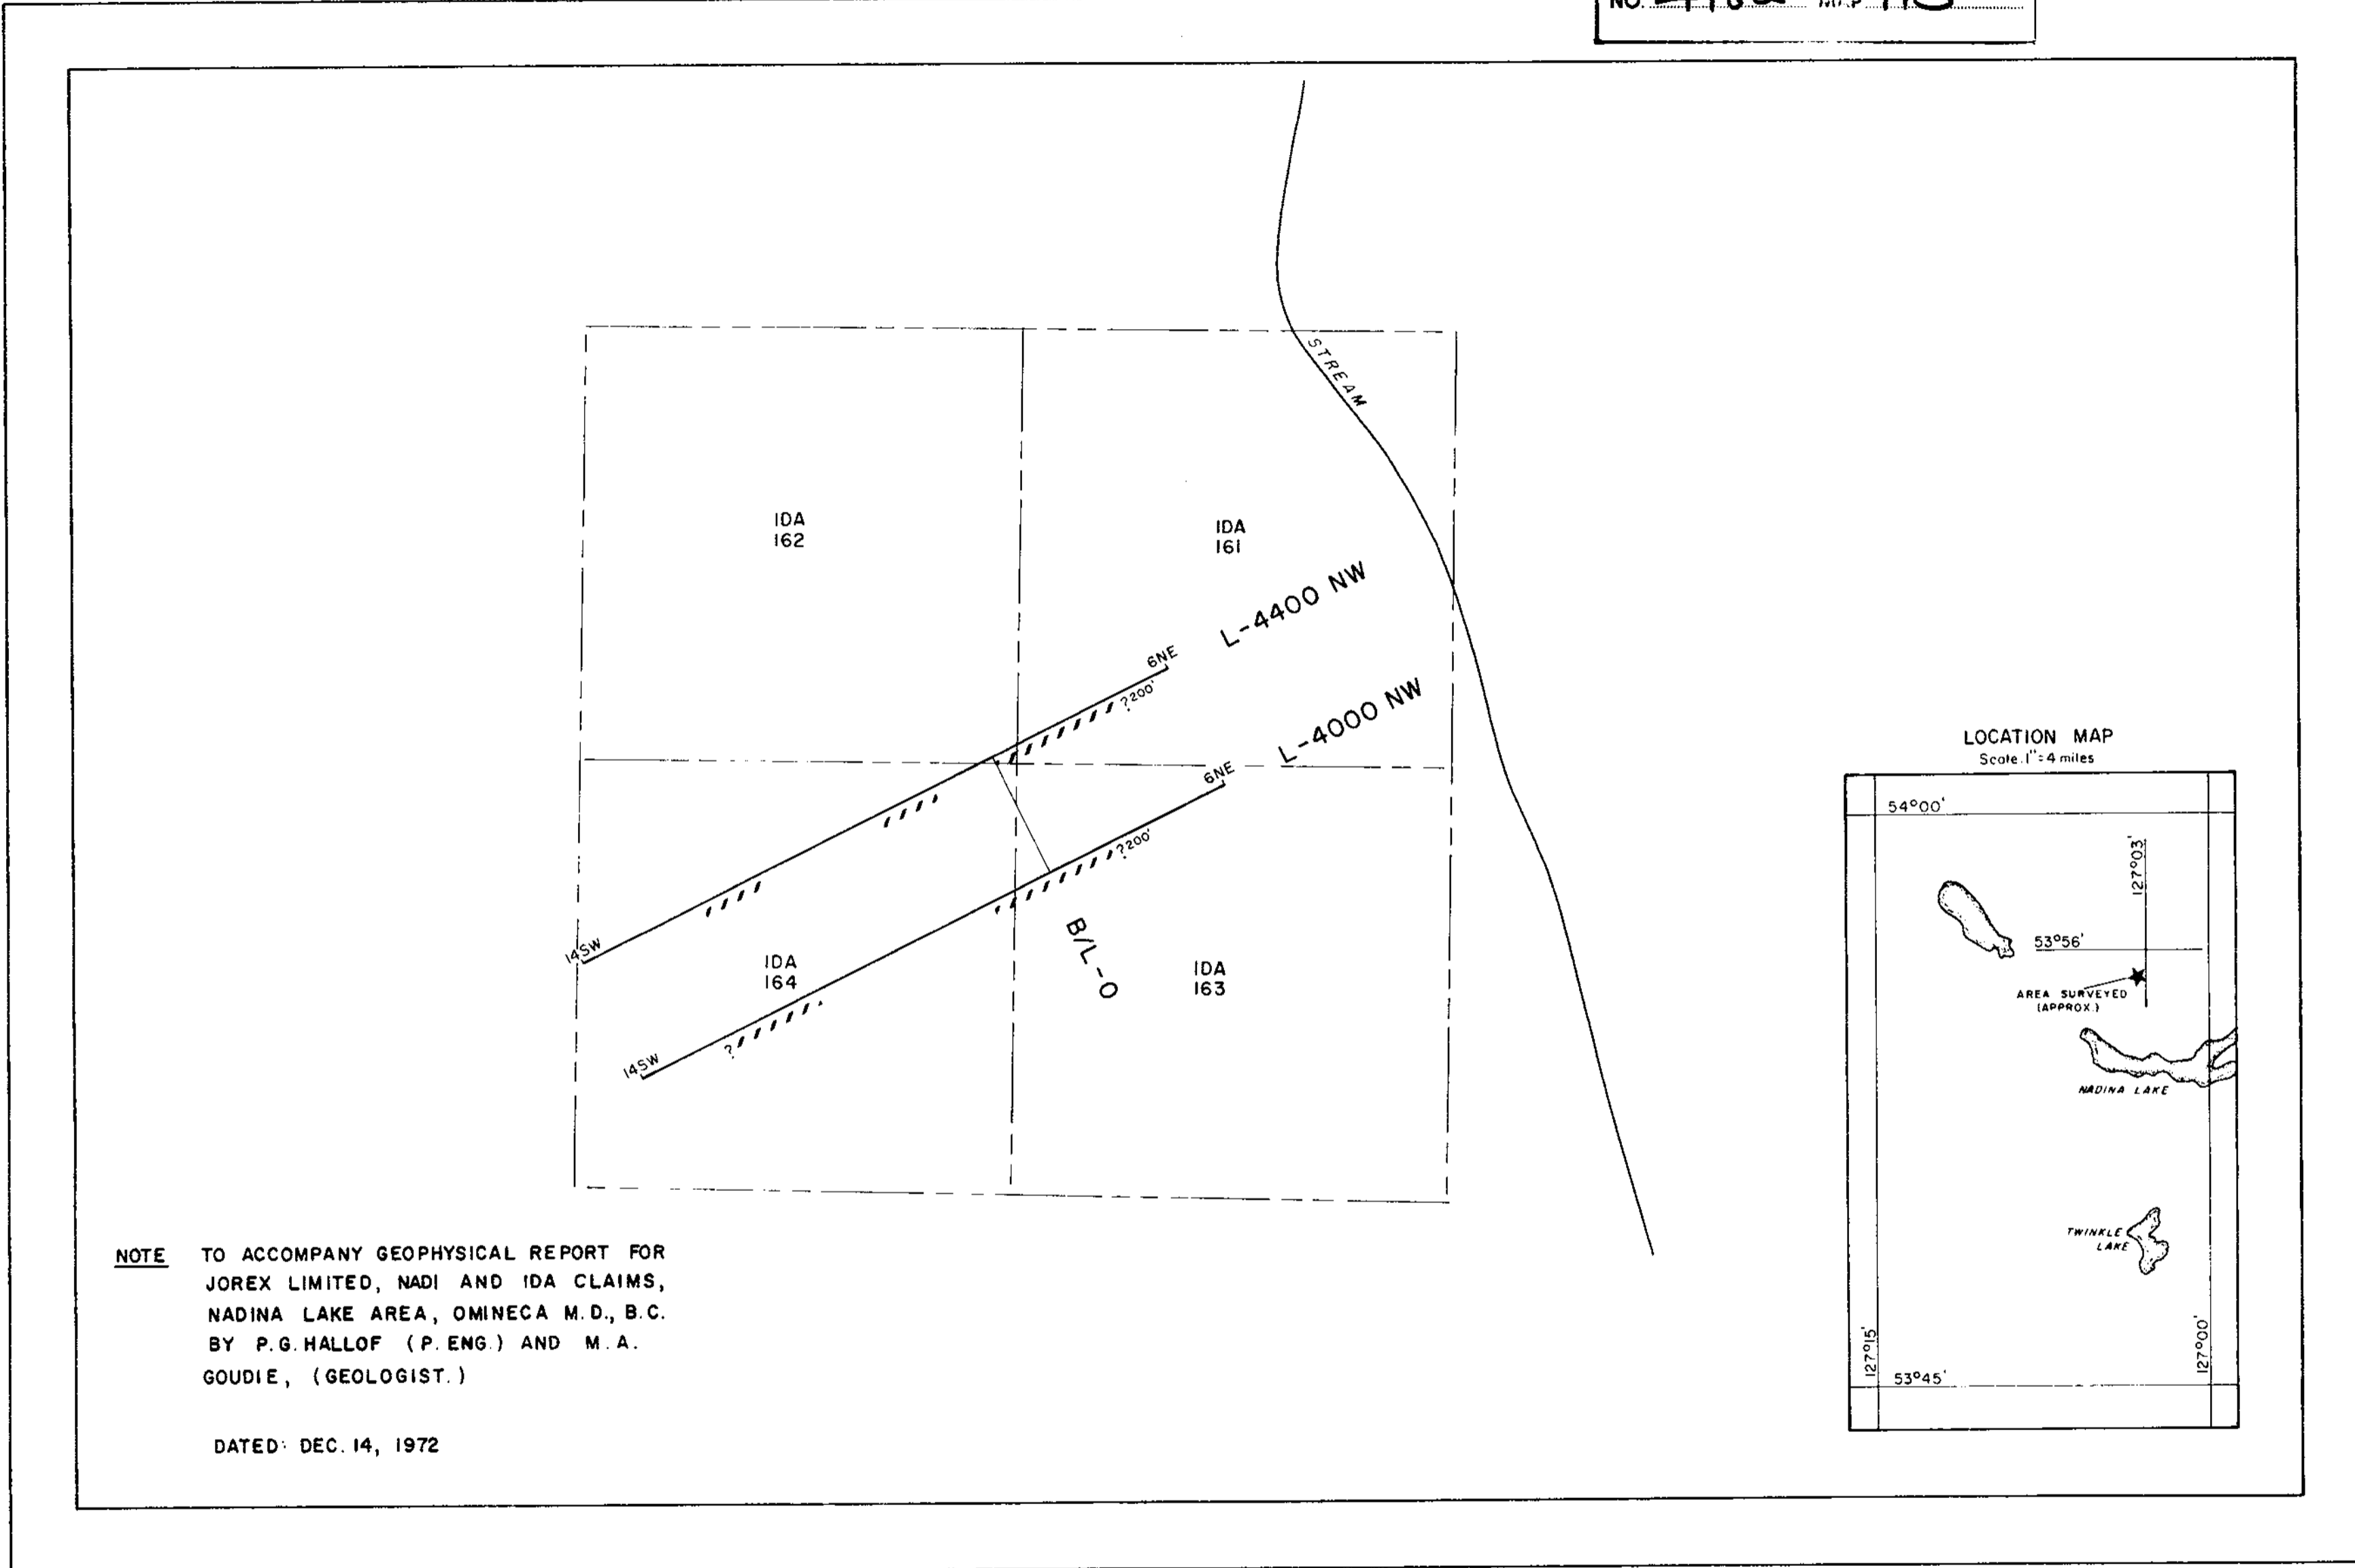 NO.
MAP
STREAM
IDA
162
IDA
161
L-4400 NW
6NE
?200'
L-4000 NW
6NE
?200'
14SW
IDA
164
B/L-O
IDA
163
14SW
?
LOCATION MAP
Scale 1"=4 miles
54°00'
127°03'
53°56'
AREA SURVEYED
(APPROX.)
NADINA LAKE
TWINKLE
LAKE
127°15'
127°00'
53°45'
NOTE TO ACCOMPANY GEOPHYSICAL REPORT FOR
JOREX LIMITED, NADI AND IDA CLAIMS,
NADINA LAKE AREA, OMINECA M.D., B.C.
BY P.G. HALLOF (P. ENG.) AND M.A.
GOUDIE, (GEOLOGIST.)
DATED: DEC. 14, 1972